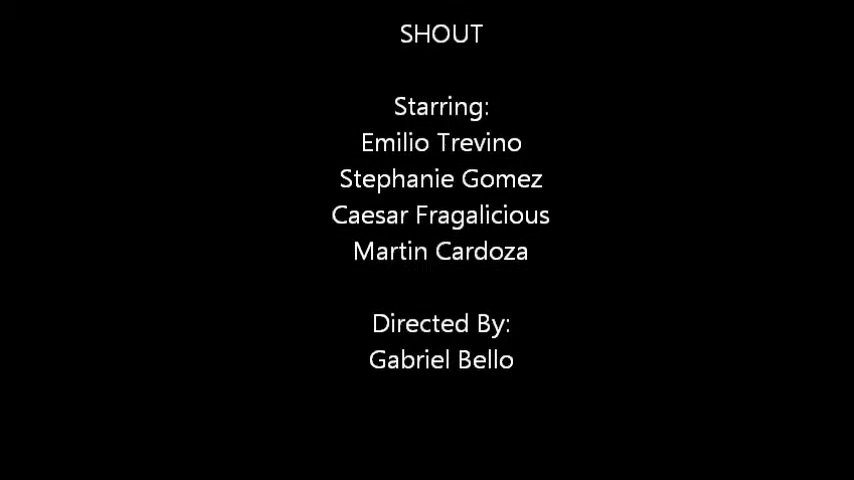 SHOUT
Starring:
Emilio Trevino
Stephanie Gomez
Caesar Fragalicious
Martin Cardoza
Directed By:
Gabriel Bello